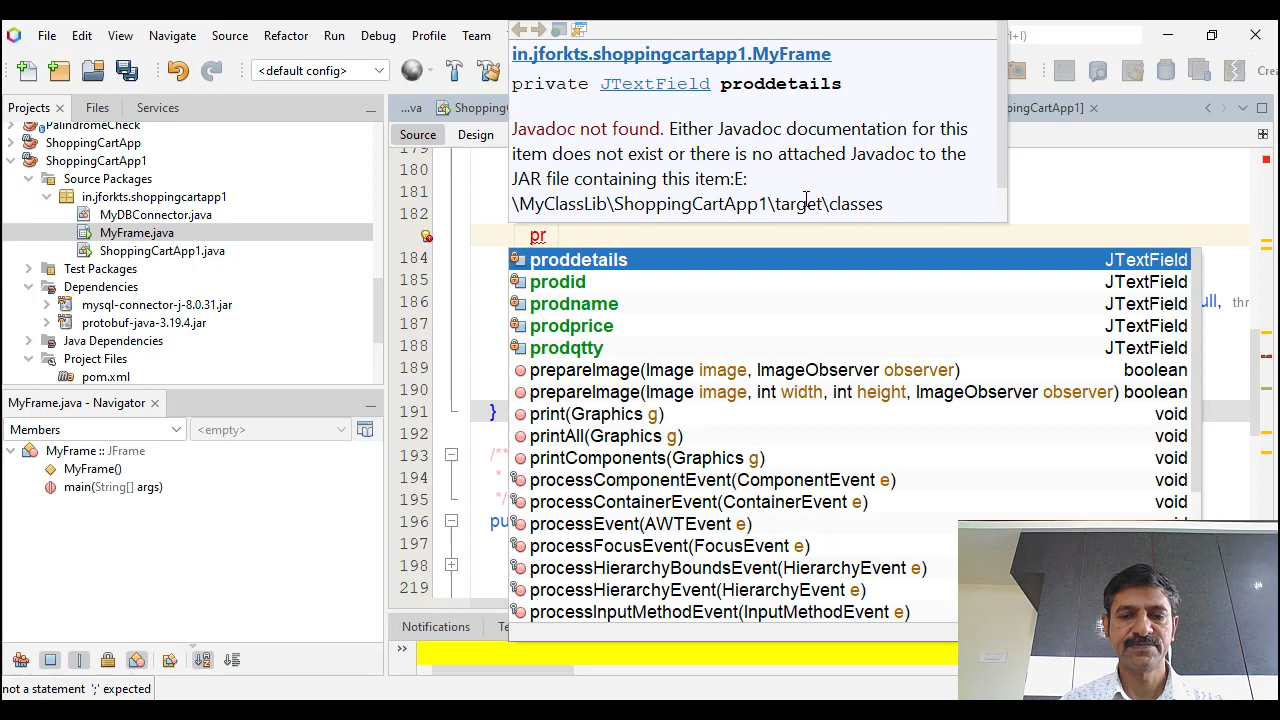 File Edit View Navigate Source Refactor Run Debug Profile Team
<default config>
Projects Files Services
PalindromeCheck
ShoppingCartApp
ShoppingCartApp1
Source Packages
in.jforkts.shoppingcartapp1
MyDBConnector.java
MyFrame.java
ShoppingCartApp1.java
Test Packages
Dependencies
mysql-connector-j-8.0.31.jar
protobuf-java-3.19.4.jar
Java Dependencies
Project Files
pom.xml
MyFrame.java - Navigator
Members <empty>
MyFrame :: JFrame
MyFrame()
main(String[] args)
not a statement ';' expected
...va
Source Design
in.jforkts.shoppingcartapp1.MyFrame
private JTextField proddetails
Javadoc not found. Either Javadoc documentation for this
item does not exist or there is no attached Javadoc to the
JAR file containing this item:E:
\MyClassLib\ShoppingCartApp1\target\classes
179
180
181
182
pr
184
185
186
187
188
189
190
191 }
192
193 /**
194 *
195 */
196 pu
197
198
219
proddetails JTextField
prodid JTextField
prodname JTextField
prodprice JTextField
prodqtty JTextField
prepareImage(Image image, ImageObserver observer) boolean
prepareImage(Image image, int width, int height, ImageObserver observer) boolean
print(Graphics g) void
printAll(Graphics g) void
printComponents(Graphics g) void
processComponentEvent(ComponentEvent e) void
processContainerEvent(ContainerEvent e) void
processEvent(AWTEvent e)
processFocusEvent(FocusEvent e)
processHierarchyBoundsEvent(HierarchyEvent e)
processHierarchyEvent(HierarchyEvent e)
processInputMethodEvent(InputMethodEvent e)
Notifications
>>